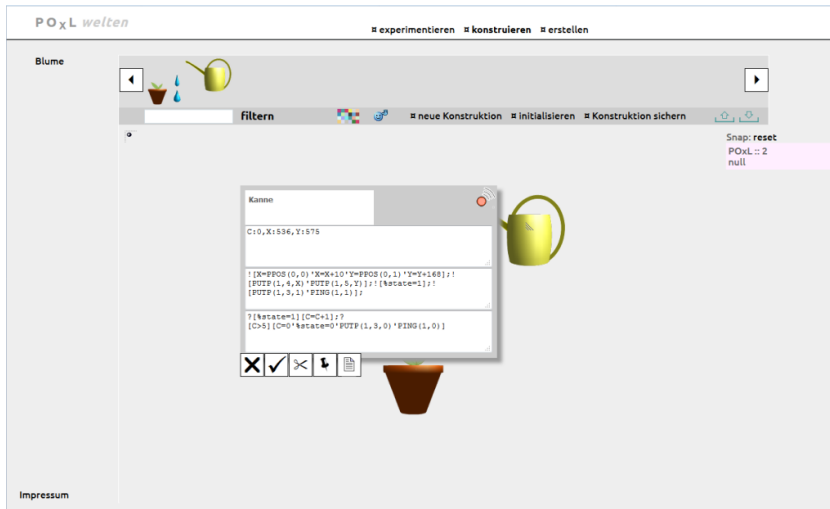 POXL welten
¤ experimentieren ¤ konstruieren ¤ erstellen
Blume
filtern ¤ neue Konstruktion ¤ initialisieren ¤ Konstruktion sichern
Snap: reset
POxL :: 2
null
Kanne
C:0,X:536,Y:575
![X=PPOS(0,0)'X=X+10'Y=PPOS(0,1)'Y=Y+168];!
[PUTP(1,4,X)'PUTP(1,5,Y)];![%state=1];!
[PUTP(1,3,1)'PING(1,1)];
?[%state=1][C=C+1];?
[C>5][C=0'%state=0'PUTP(1,3,0)'PING(1,0)]
Impressum